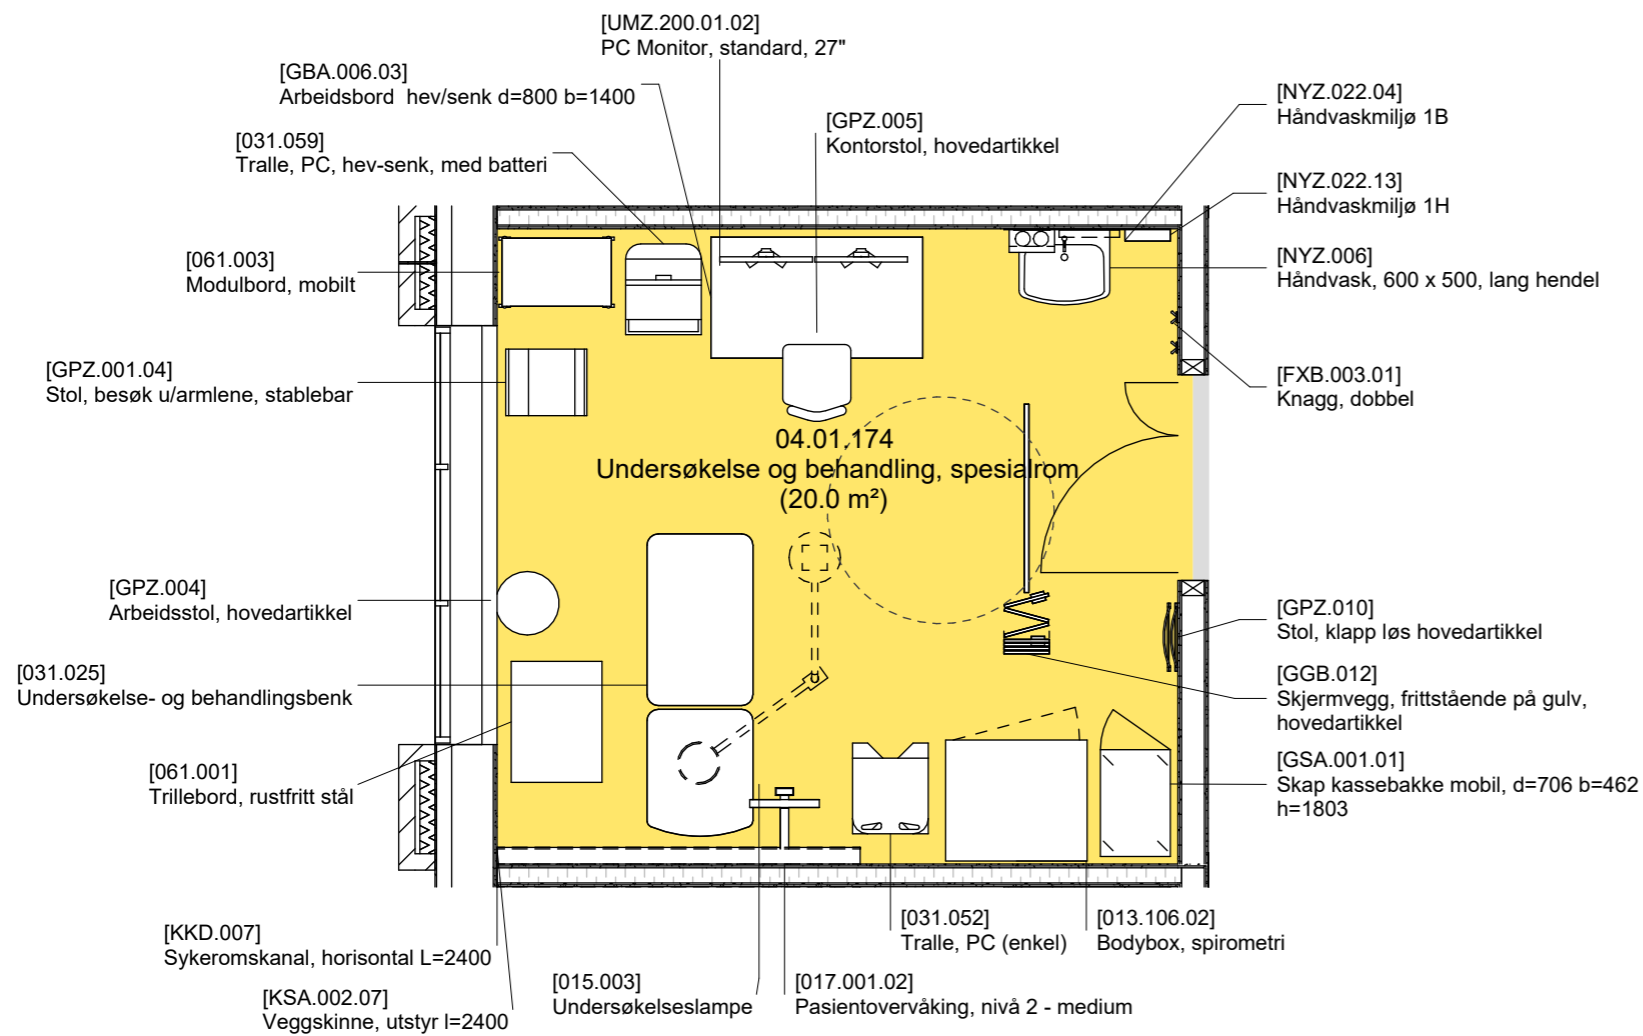 [UMZ.200.01.02]
PC Monitor, standard, 27"
[GBA.006.03]
Arbeidsbord  hev/senk d=800 b=1400
[031.059]
Tralle, PC, hev-senk, med batteri
[GPZ.005]
Kontorstol, hovedartikkel
[NYZ.022.04]
Håndvaskmiljø 1B
[NYZ.022.13]
Håndvaskmiljø 1H
[061.003]
Modulbord, mobilt
[NYZ.006]
Håndvask, 600 x 500, lang hendel
[GPZ.001.04]
Stol, besøk u/armlene, stablebar
[FXB.003.01]
Knagg, dobbel
04.01.174
Undersøkelse og behandling, spesialrom
(20.0 m²)
[GPZ.004]
Arbeidsstol, hovedartikkel
[GPZ.010]
Stol, klapp løs hovedartikkel
[031.025]
Undersøkelse- og behandlingsbenk
[GGB.012]
Skjermvegg, frittstående på gulv,
hovedartikkel
[061.001]
Trillebord, rustfritt stål
[GSA.001.01]
Skap kassebakke mobil, d=706 b=462
h=1803
[KKD.007]
Sykeromskanal, horisontal L=2400
[031.052]
Tralle, PC (enkel)
[013.106.02]
Bodybox, spirometri
[KSA.002.07]
Veggskinne, utstyr l=2400
[015.003]
Undersøkelseslampe
[017.001.02]
Pasientovervåking, nivå 2 - medium